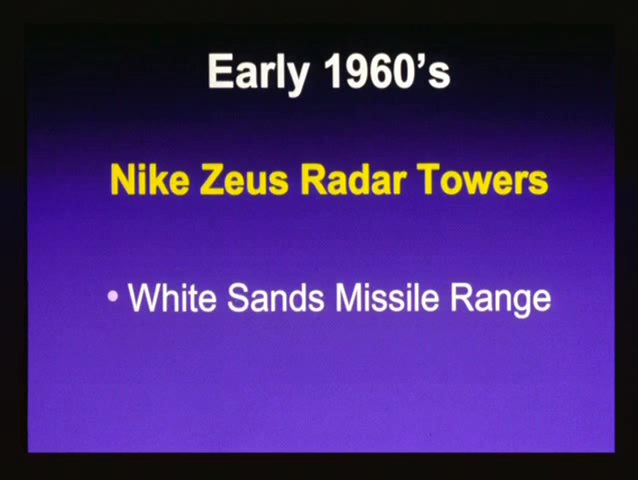 Early 1960's
Nike Zeus Radar Towers
• White Sands Missile Range